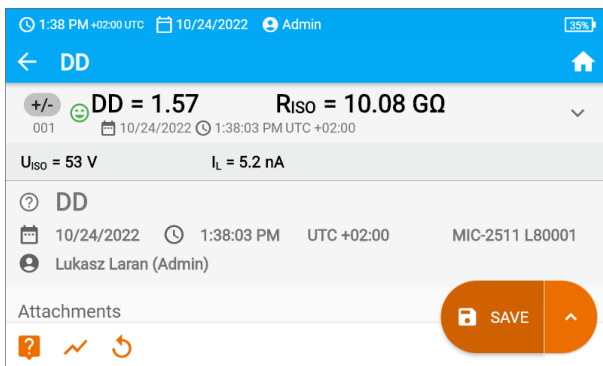 1:38 PM +02:00 UTC 10/24/2022 Admin 35%
DD
+/- DD = 1.57 RISO = 10.08 GΩ
001 10/24/2022 1:38:03 PM UTC +02:00
UISO = 53 V IL = 5.2 nA
DD
10/24/2022 1:38:03 PM UTC +02:00 MIC-2511 L80001
Lukasz Laran (Admin)
Attachments
SAVE